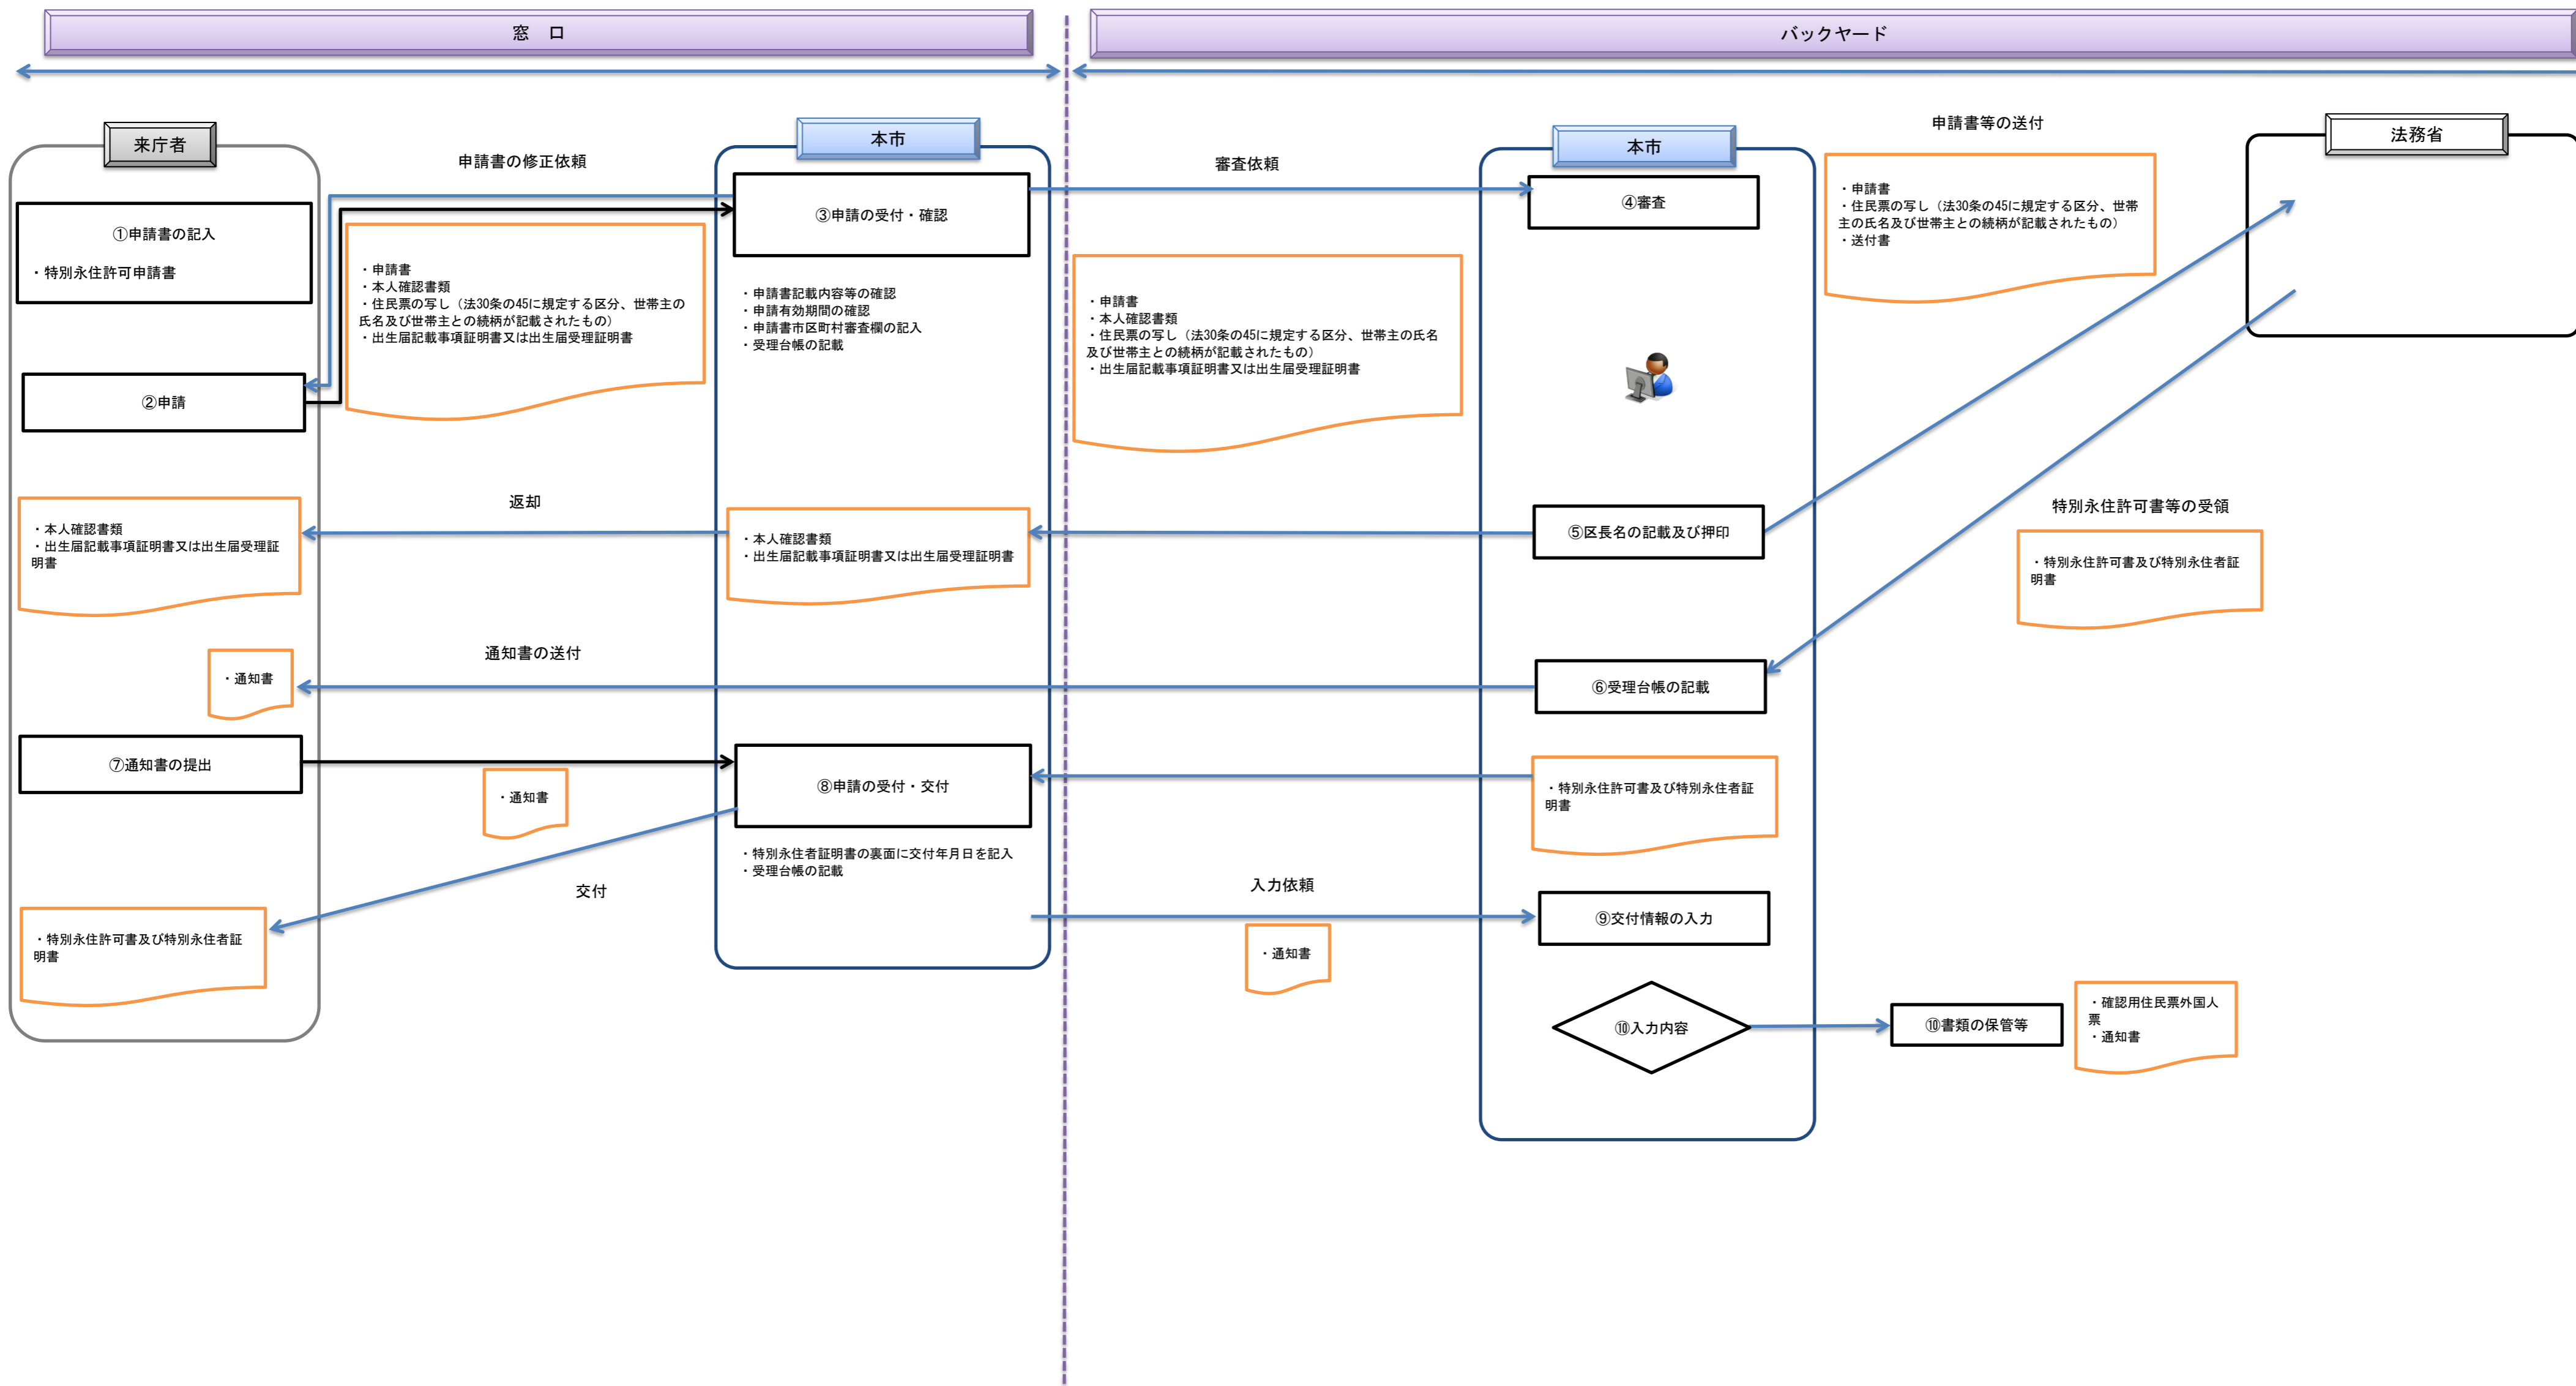 窓　口
バックヤード
来庁者
本市
本市
法務省
申請書の修正依頼
審査依頼
申請書等の送付
①申請書の記入
・特別永住許可申請書
②申請
・申請書
・本人確認書類
・住民票の写し（法30条の45に規定する区分、世帯主の
氏名及び世帯主との続柄が記載されたもの）
・出生届記載事項証明書又は出生届受理証明書
③申請の受付・確認
・申請書記載内容等の確認
・申請有効期間の確認
・申請書市区町村審査欄の記入
・受理台帳の記載
・申請書
・本人確認書類
・住民票の写し（法30条の45に規定する区分、世帯主の氏名
及び世帯主との続柄が記載されたもの）
・出生届記載事項証明書又は出生届受理証明書
④審査
・申請書
・住民票の写し（法30条の45に規定する区分、世帯
主の氏名及び世帯主との続柄が記載されたもの）
・送付書
返却
・本人確認書類
・出生届記載事項証明書又は出生届受理証
明書
・本人確認書類
・出生届記載事項証明書又は出生届受理証明書
⑤区長名の記載及び押印
特別永住許可書等の受領
・特別永住許可書及び特別永住者証
明書
通知書の送付
・通知書
⑥受理台帳の記載
⑦通知書の提出
・通知書
⑧申請の受付・交付
・特別永住者証明書の裏面に交付年月日を記入
・受理台帳の記載
・特別永住許可書及び特別永住者証
明書
交付
・特別永住許可書及び特別永住者証
明書
入力依頼
・通知書
⑨交付情報の入力
⑩入力内容
⑩書類の保管等
・確認用住民票外国人
票
・通知書